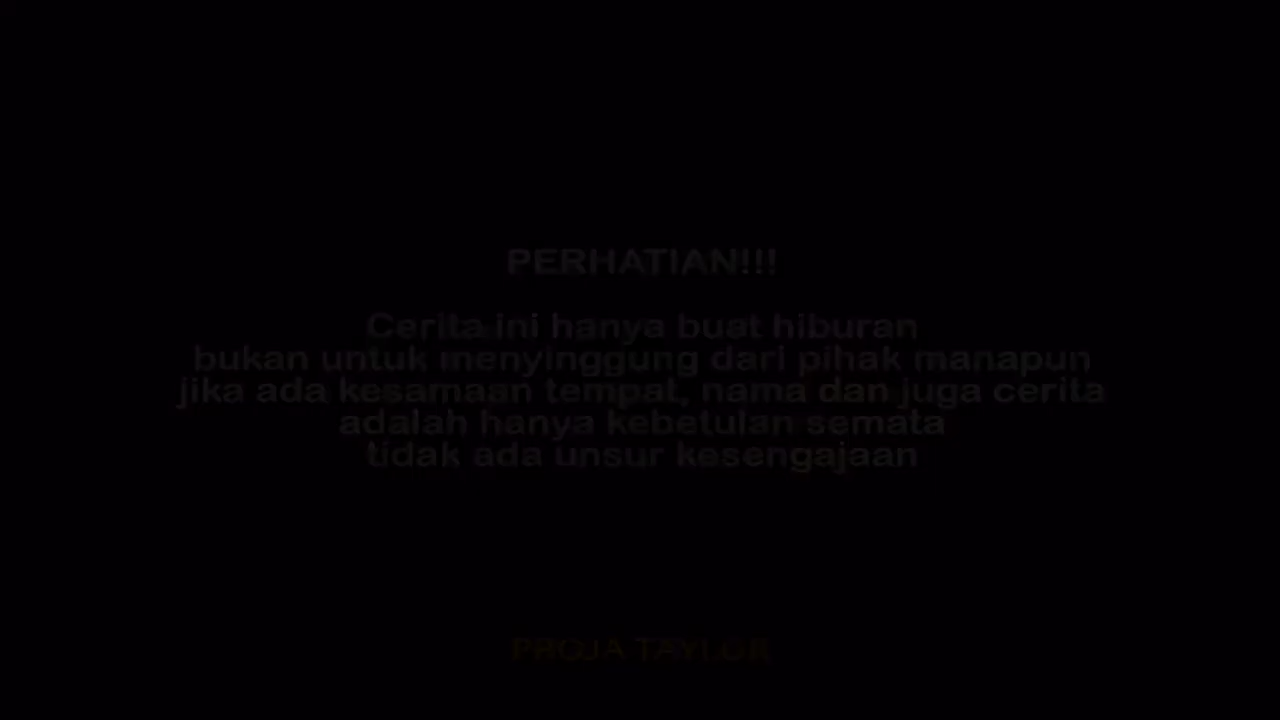 PERHATIAN!!!
Cerita ini hanya buat hiburan
bukan untuk menyinggung dari pihak manapun
jika ada kesamaan tempat, nama dan juga cerita
adalah hanya kebetulan semata
tidak ada unsur kesengajaan
PROJA TAYLOR